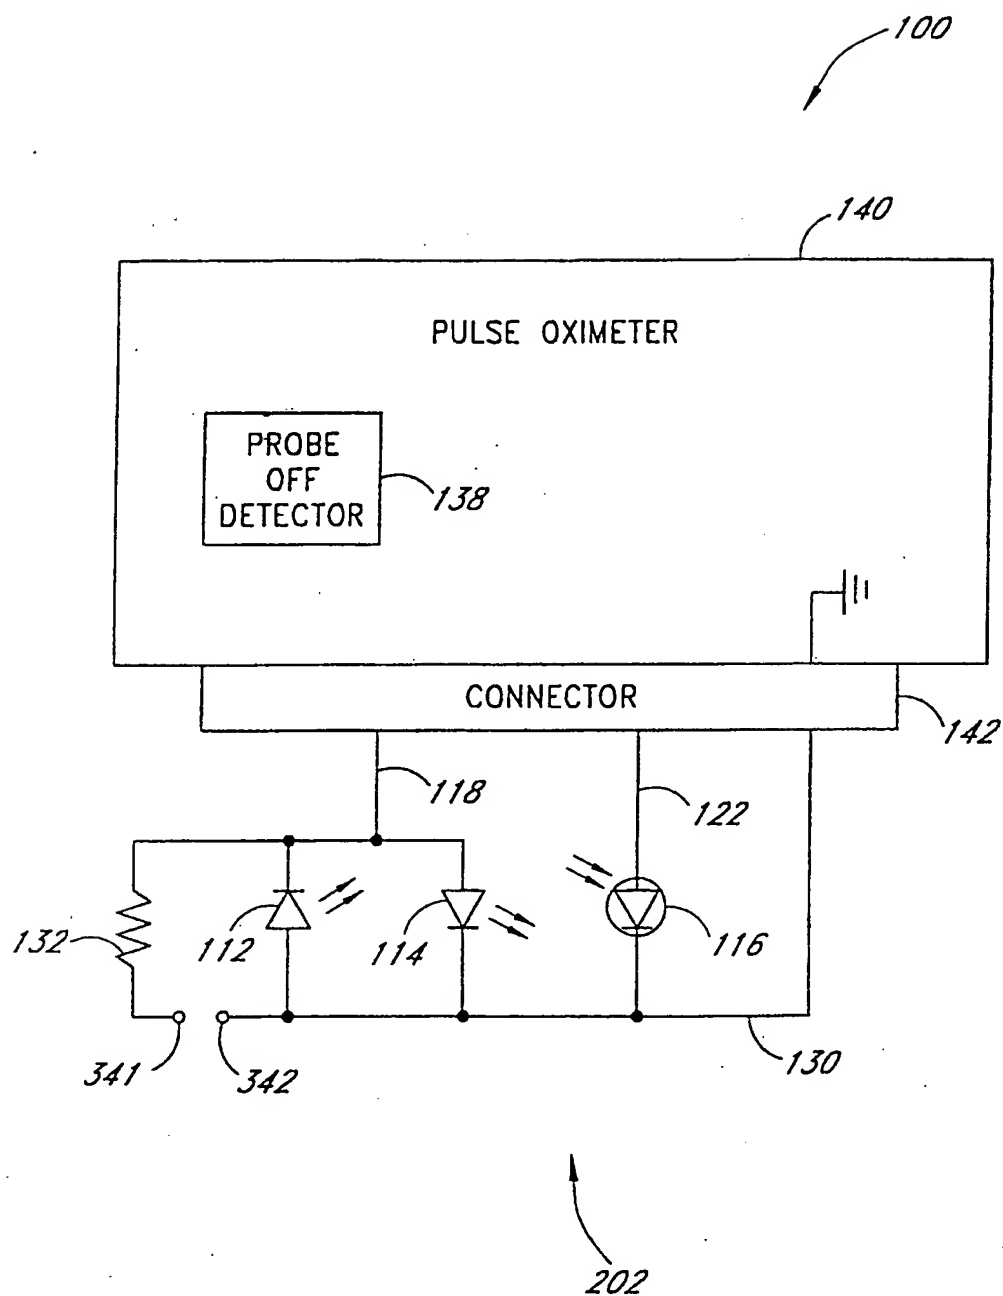 100
140
PULSE OXIMETER
PROBE
OFF
DETECTOR
138
CONNECTOR
142
118
122
132
112
114
116
341
342
130
202